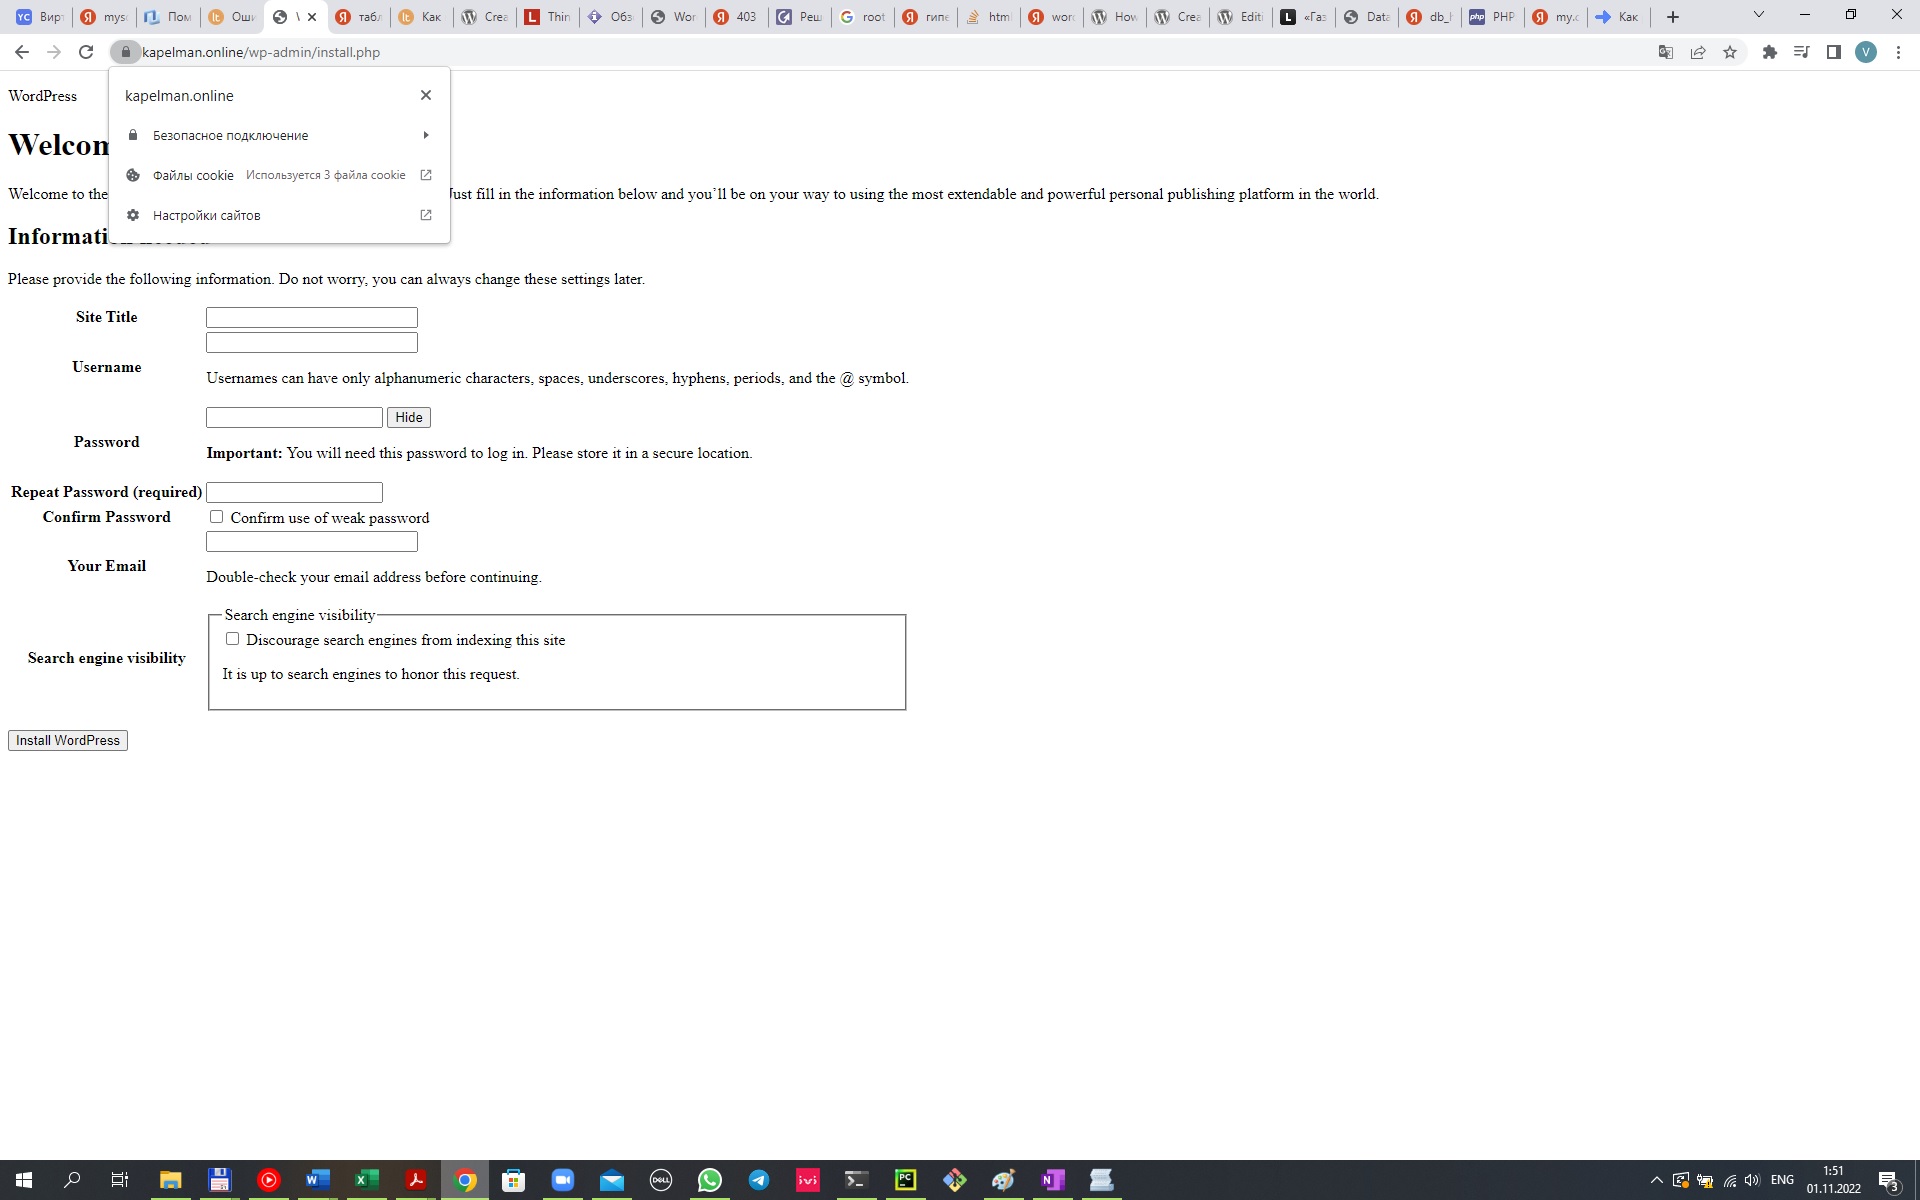 Вирт
mysc
Пом
Оши
\
табл
Как
Crea
Thin
Обз
Wor
403
Реш
root
гипе
html
word
How
Crea
Editi
«Газ
Data
db_h
PHP
my.c
Как
kapelman.online/wp-admin/install.php
V
WordPress
kapelman.online
Безопасное подключение
Файлы cookie Используется 3 файла cookie
Настройки сайтов
Welcom
Welcome to the
Just fill in the information below and you’ll be on your way to using the most extendable and powerful personal publishing platform in the world.
Information needed
Please provide the following information. Do not worry, you can always change these settings later.
Site Title
Username
Usernames can have only alphanumeric characters, spaces, underscores, hyphens, periods, and the @ symbol.
Hide
Password
Important: You will need this password to log in. Please store it in a secure location.
Repeat Password (required)
Confirm Password Confirm use of weak password
Your Email
Double-check your email address before continuing.
Search engine visibility
Discourage search engines from indexing this site
Search engine visibility
It is up to search engines to honor this request.
Install WordPress
ENG
1:51
01.11.2022
3